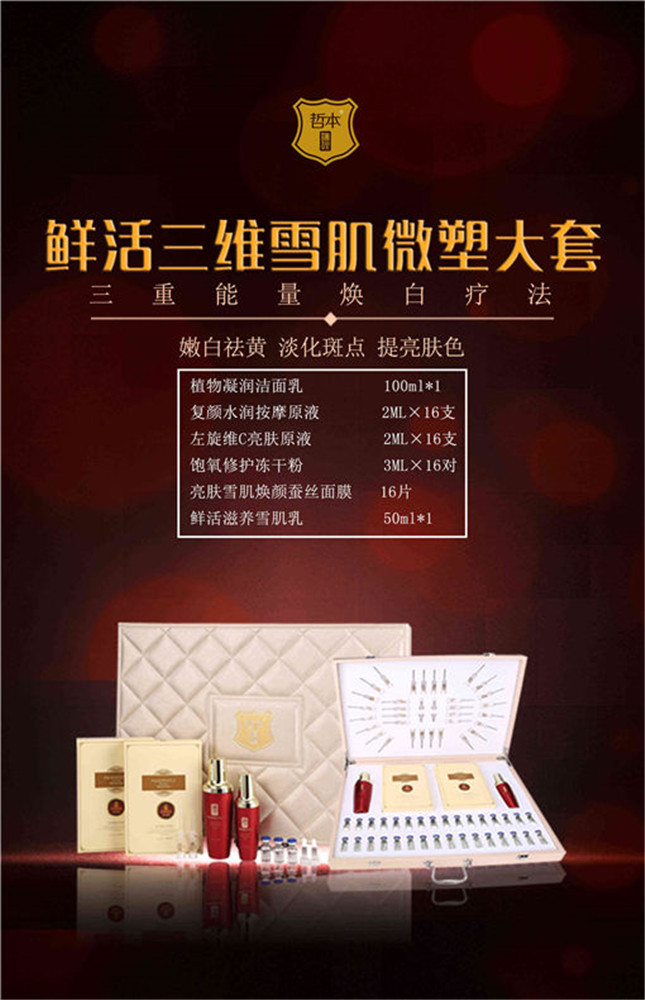 哲本
鲜活三维雪肌微塑大套
三重能量焕白疗法
嫩白祛黄 淡化斑点 提亮肤色
植物凝润洁面乳 100ml*1
复颜水润按摩原液 2ML×16支
左旋维C亮肤原液 2ML×16支
饱氧修护冻干粉 3ML×16对
亮肤雪肌焕颜蚕丝面膜 16片
鲜活滋养雪肌乳 50ml*1